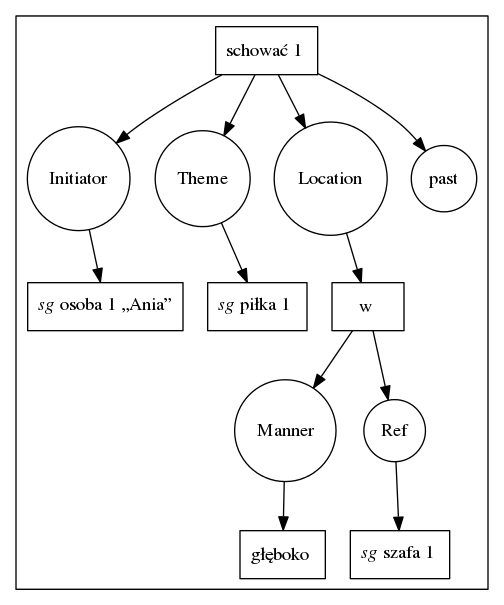 schować 1
Initiator
Theme
Location
past
sg osoba 1 „Ania”
sg piłka 1
w
Manner
Ref
głęboko
sg szafa 1